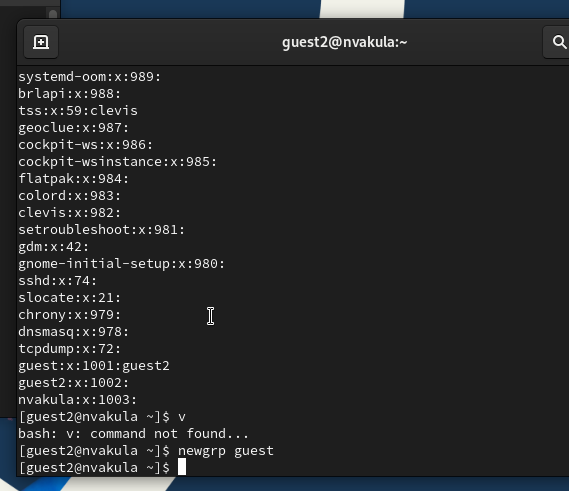 guest2@nvakula:~
systemd-oom:x:989:
brlapi:x:988:
tss:x:59:clevis
geoclue:x:987:
cockpit-ws:x:986:
cockpit-wsinstance:x:985:
flatpak:x:984:
colord:x:983:
clevis:x:982:
setroubleshoot:x:981:
gdm:x:42:
gnome-initial-setup:x:980:
sshd:x:74:
slocate:x:21:
chrony:x:979:
dnsmasq:x:978:
tcpdump:x:72:
guest:x:1001:guest2
guest2:x:1002:
nvakula:x:1003:
[guest2@nvakula ~]$ v
bash: v: command not found...
[guest2@nvakula ~]$ newgrp guest
[guest2@nvakula ~]$